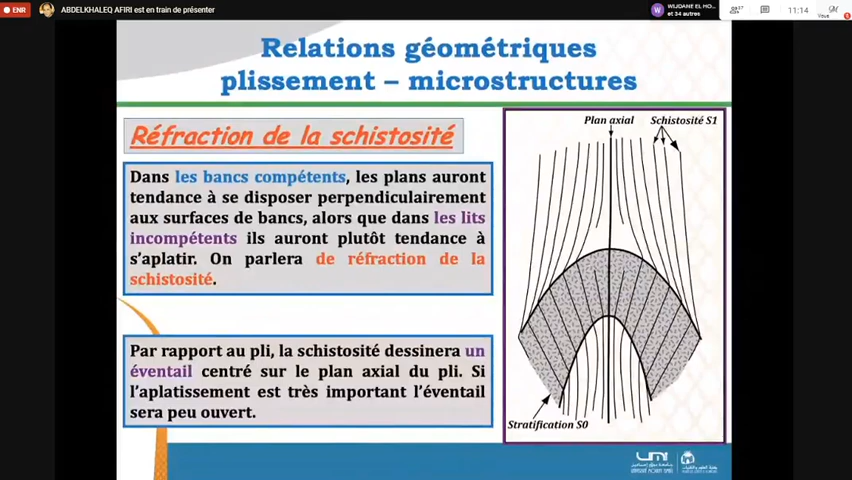 ENR
ABDELKHALEQ AFIRI est en train de présenter
W
WIJDANE EL HO...
et 34 autres
37
11:14
Vous
Relations géométriques
plissement – microstructures
Réfraction de la schistosité
Dans les bancs compétents, les plans auront
tendance à se disposer perpendiculairement
aux surfaces de bancs, alors que dans les lits
incompétents ils auront plutôt tendance à
s'aplatir. On parlera de réfraction de la
schistosité.
Par rapport au pli, la schistosité dessinera un
éventail centré sur le plan axial du pli. Si
l'aplatissement est très important l'éventail
sera peu ouvert.
Plan axial
Schistosité S1
Stratification S0